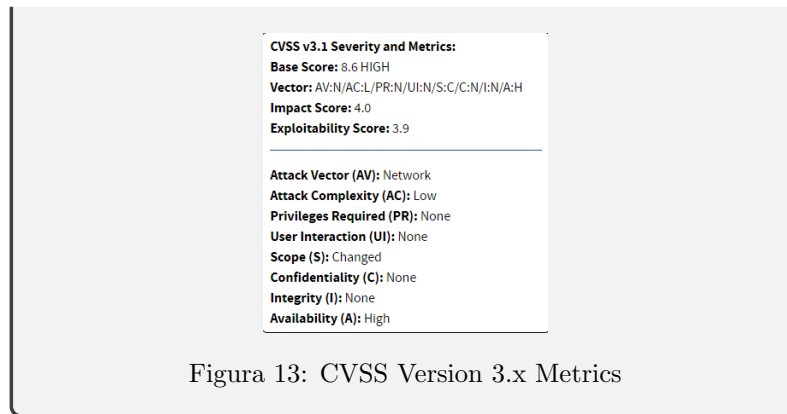 CVSS v3.1 Severity and Metrics:
Base Score: 8.6 HIGH
Vector: AV:N/AC:L/PR:N/UI:N/S:C/C:N/I:N/A:H
Impact Score: 4.0
Exploitability Score: 3.9
Attack Vector (AV): Network
Attack Complexity (AC): Low
Privileges Required (PR): None
User Interaction (UI): None
Scope (S): Changed
Confidentiality (C): None
Integrity (I): None
Availability (A): High
Figura 13: CVSS Version 3.x Metrics